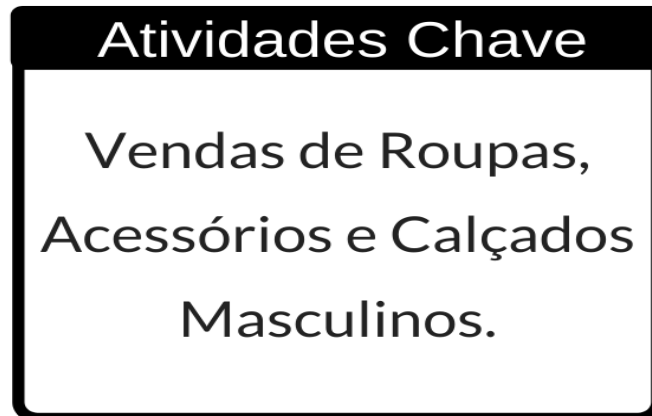 Atividades Chave
Vendas de Roupas,
Acessórios e Calçados
Masculinos.